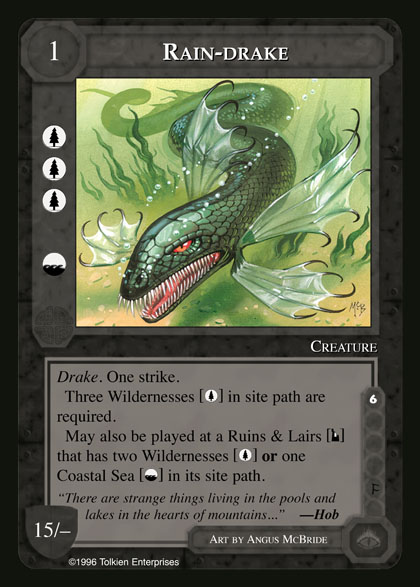 1
RAIN-DRAKE
McB
CREATURE
Drake. One strike.
Three Wildernesses [ ] in site path are
required.
May also be played at a Ruins & Lairs [ ]
that has two Wildernesses [ ] or one
Coastal Sea [ ] in its site path.
“There are strange things living in the pools and
lakes in the hearts of mountains...” —Hob
6
F
15/–
ART BY ANGUS MCBRIDE
©1996 Tolkien Enterprises